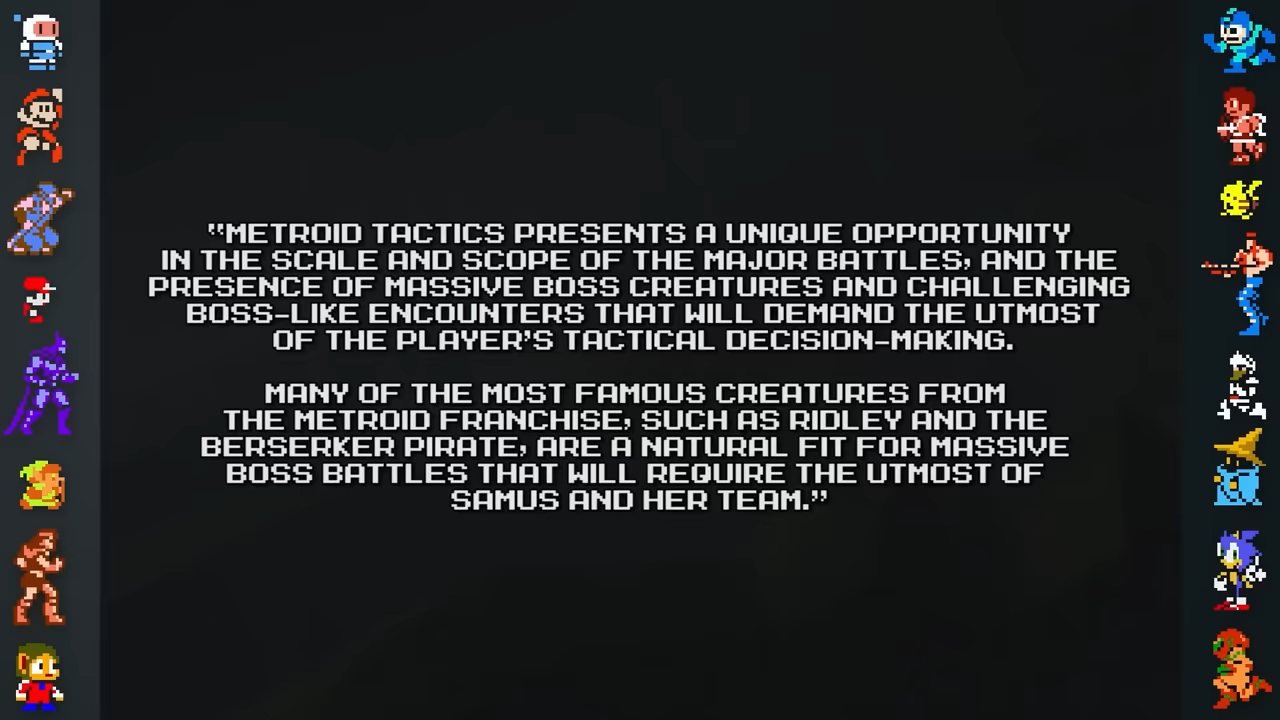 “METROID TACTICS PRESENTS A UNIQUE OPPORTUNITY
IN THE SCALE AND SCOPE OF THE MAJOR BATTLES, AND THE
PRESENCE OF MASSIVE BOSS CREATURES AND CHALLENGING
BOSS-LIKE ENCOUNTERS THAT WILL DEMAND THE UTMOST
OF THE PLAYER’S TACTICAL DECISION-MAKING.
MANY OF THE MOST FAMOUS CREATURES FROM
THE METROID FRANCHISE, SUCH AS RIDLEY AND THE
BERSERKER PIRATE, ARE A NATURAL FIT FOR MASSIVE
BOSS BATTLES THAT WILL REQUIRE THE UTMOST OF
SAMUS AND HER TEAM.”